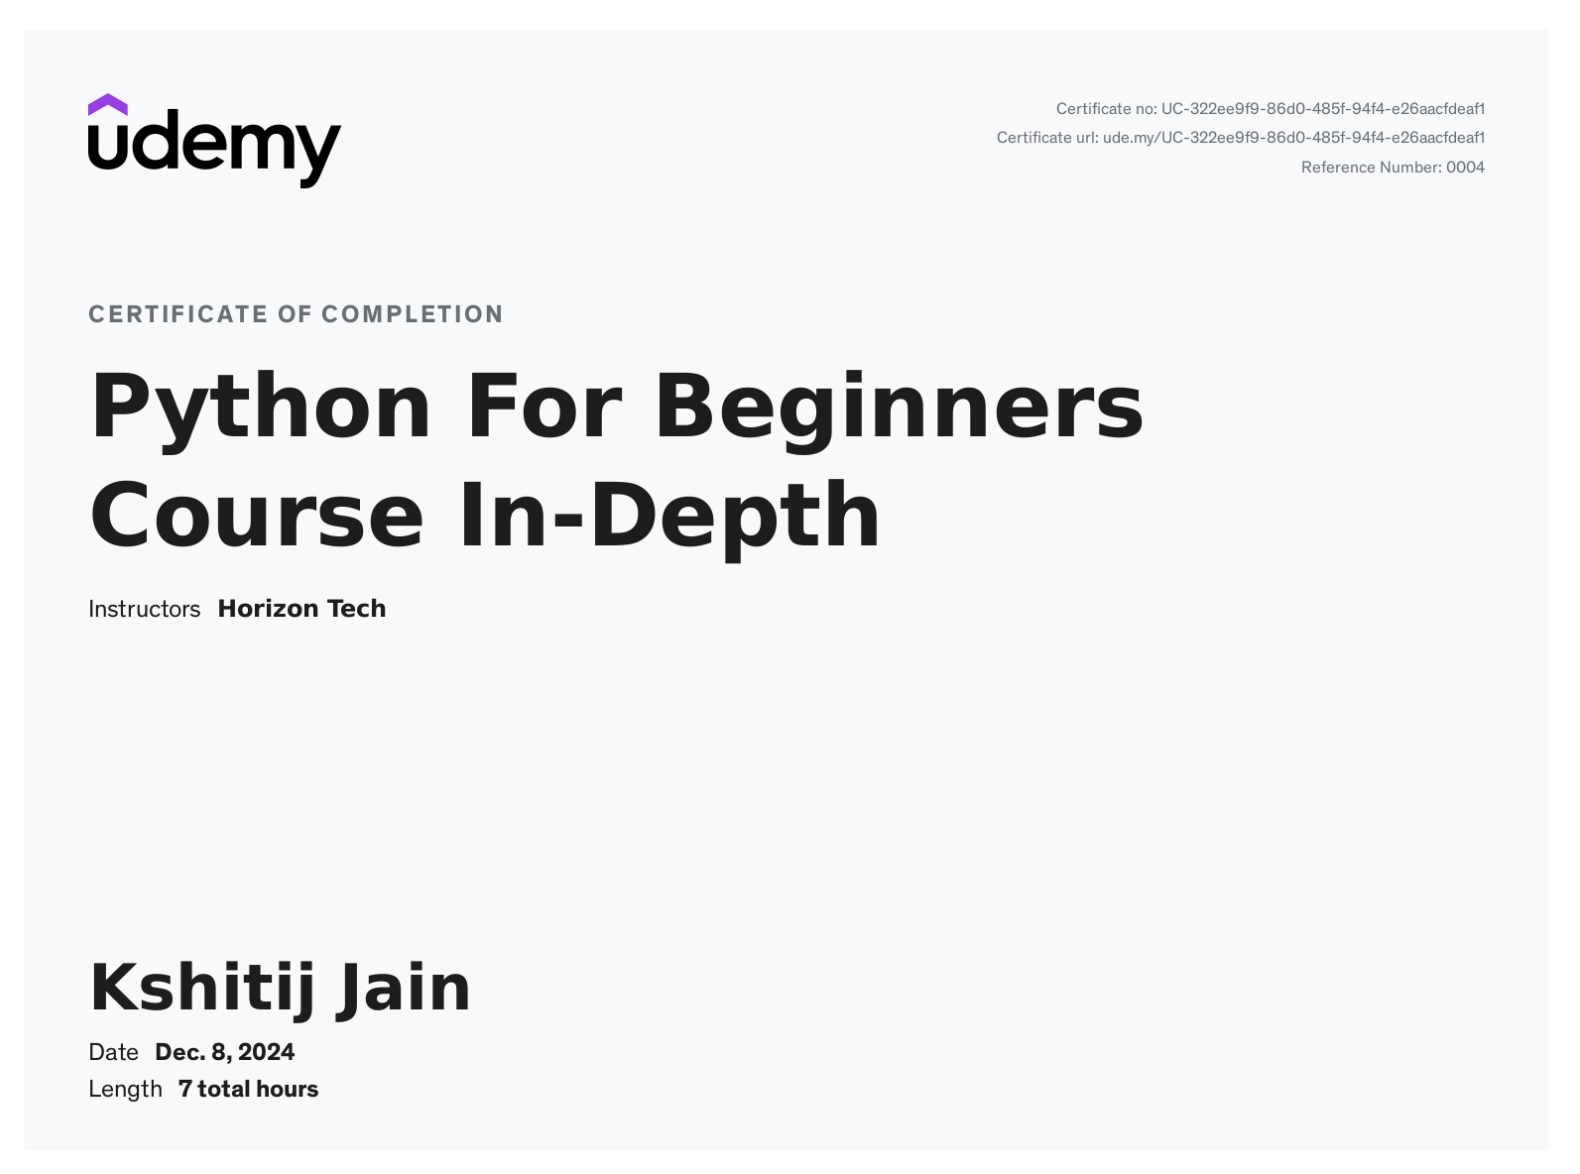 udemy
Certificate no: UC-322ee9f9-86d0-485f-94f4-e26aacfdeaf1
Certificate url: ude.my/UC-322ee9f9-86d0-485f-94f4-e26aacfdeaf1
Reference Number: 0004
CERTIFICATE OF COMPLETION
Python For Beginners
Course In-Depth
Instructors Horizon Tech
Kshitij Jain
Date Dec. 8, 2024
Length 7 total hours